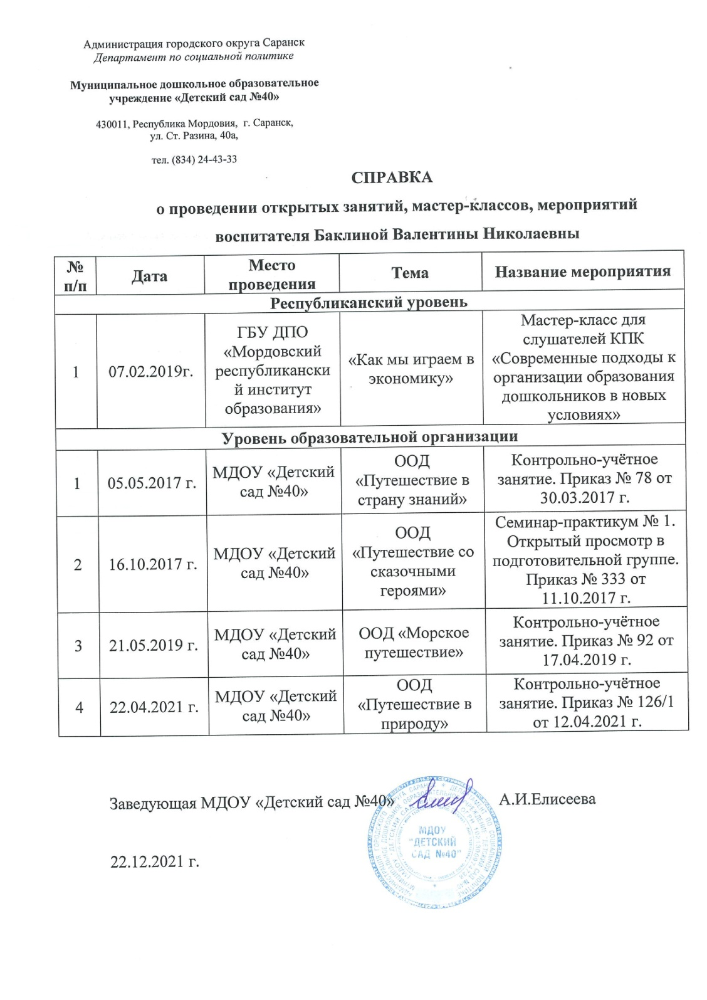 Администрация городского округа Саранск
Департамент по социальной политике
Муниципальное дошкольное образовательное
учреждение «Детский сад №40»
430011, Республика Мордовия, г. Саранск,
ул. Ст. Разина, 40а,
тел. (834) 24-43-33
СПРАВКА
о проведении открытых занятий, мастер-классов, мероприятий
воспитателя Баклиной Валентины Николаевны
№ п/п Дата Место проведения Тема Название мероприятия
Республиканский уровень
1
07.02.2019г.
ГБУ ДПО
«Мордовский
республикански
й институт
образования»
«Как мы играем в
экономику»
Мастер-класс для
слушателей КПК
«Современные подходы к
организации образования
дошкольников в новых
условиях»
Уровень образовательной организации
1
05.05.2017 г.
МДОУ «Детский
сад №40»
ООД
«Путешествие в
страну знаний»
Контрольно-учётное
занятие. Приказ № 78 от
30.03.2017 г.
2
16.10.2017 г.
МДОУ «Детский
сад №40»
ООД
«Путешествие со
сказочными
героями»
Семинар-практикум № 1.
Открытый просмотр в
подготовительной группе.
Приказ № 333 от
11.10.2017 г.
3
21.05.2019 г.
МДОУ «Детский
сад №40»
ООД «Морское
путешествие»
Контрольно-учётное
занятие. Приказ № 92 от
17.04.2019 г.
4
22.04.2021 г.
МДОУ «Детский
сад №40»
ООД
«Путешествие в
природу»
Контрольно-учётное
занятие. Приказ № 126/1
от 12.04.2021 г.
Заведующая МДОУ «Детский сад №40» А.И.Елисеева
МДОУ
"ДЕТСКИЙ
САД №40"
22.12.2021 г.